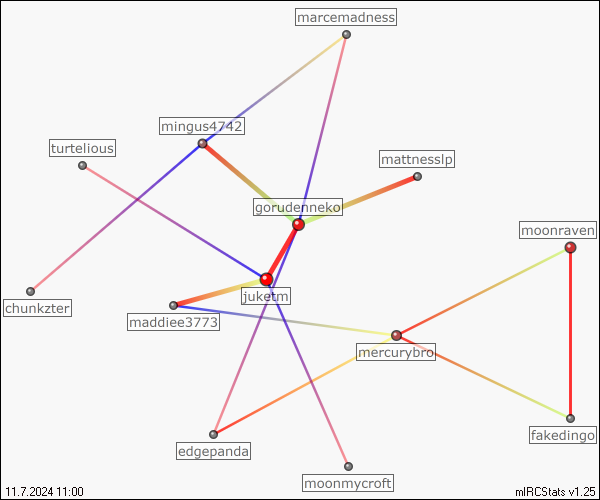 marcemadness
mingus4742
turtelious
mattnesslp
gorudenneko
moonraven
juketm
chunkzter
maddiee3773
mercurybro
fakedingo
edgepanda
moonmycroft
11.7.2024 11:00
mIRCStats v1.25